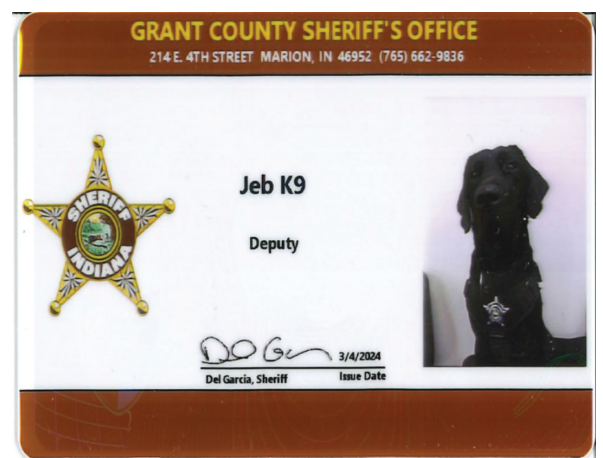 GRANT COUNTY SHERIFF'S OFFICE
214 E. 4TH STREET MARION, IN 46952 (765) 662-9836
SHERIFF
INDIANA
Jeb K9
Deputy
3/4/2024
Del Garcia, Sheriff Issue Date